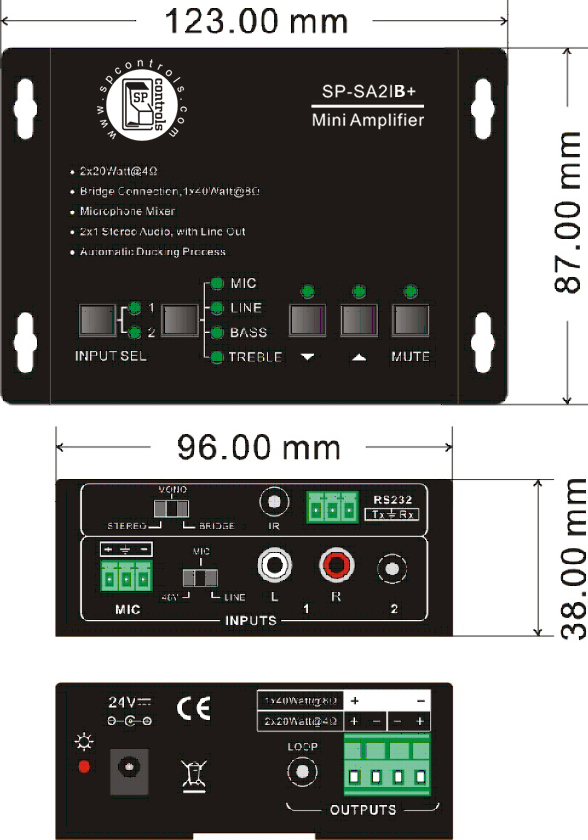 123.00 mm
www.spcontrols.com
SP
controls
SP-SA2IB+
Mini Amplifier
• 2x20Watt@4Ω
• Bridge Connection,1x40Watt@8Ω
• Microphone Mixer
• 2x1 Stereo Audio, with Line Out
• Automatic Ducking Process
87.00 mm
MIC
1 LINE
2 BASS
INPUT SEL TREBLE MUTE
96.00 mm
MONO
STEREO BRIDGE IR
RS232
Tx Rx
+ -
MIC
MIC
48V LINE
L R
1 2
INPUTS
38.00 mm
24V
CE
1x40Watt@8Ω + -
2x20Watt@4Ω + - - +
LOOP
OUTPUTS